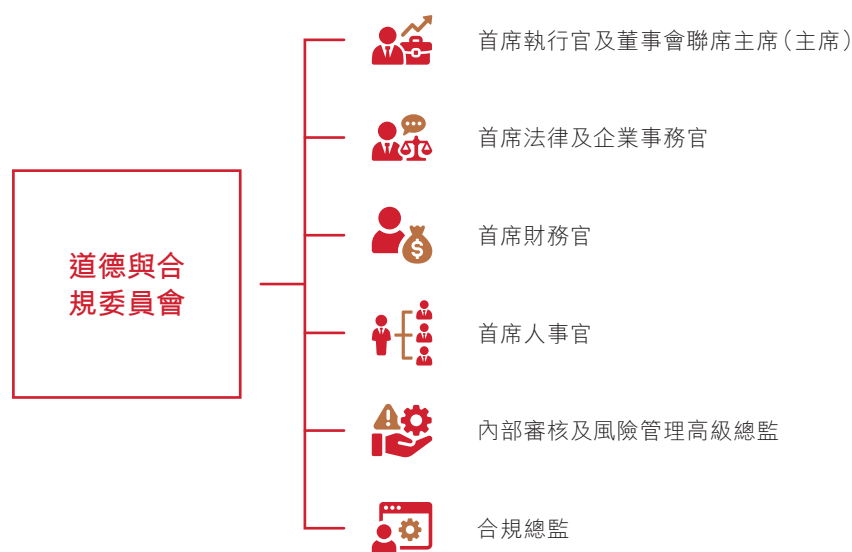 首席執行官及董事會聯席主席（主席）
首席法律及企業事務官
首席財務官
道德與合
規委員會
首席人事官
內部審核及風險管理高級總監
合規總監